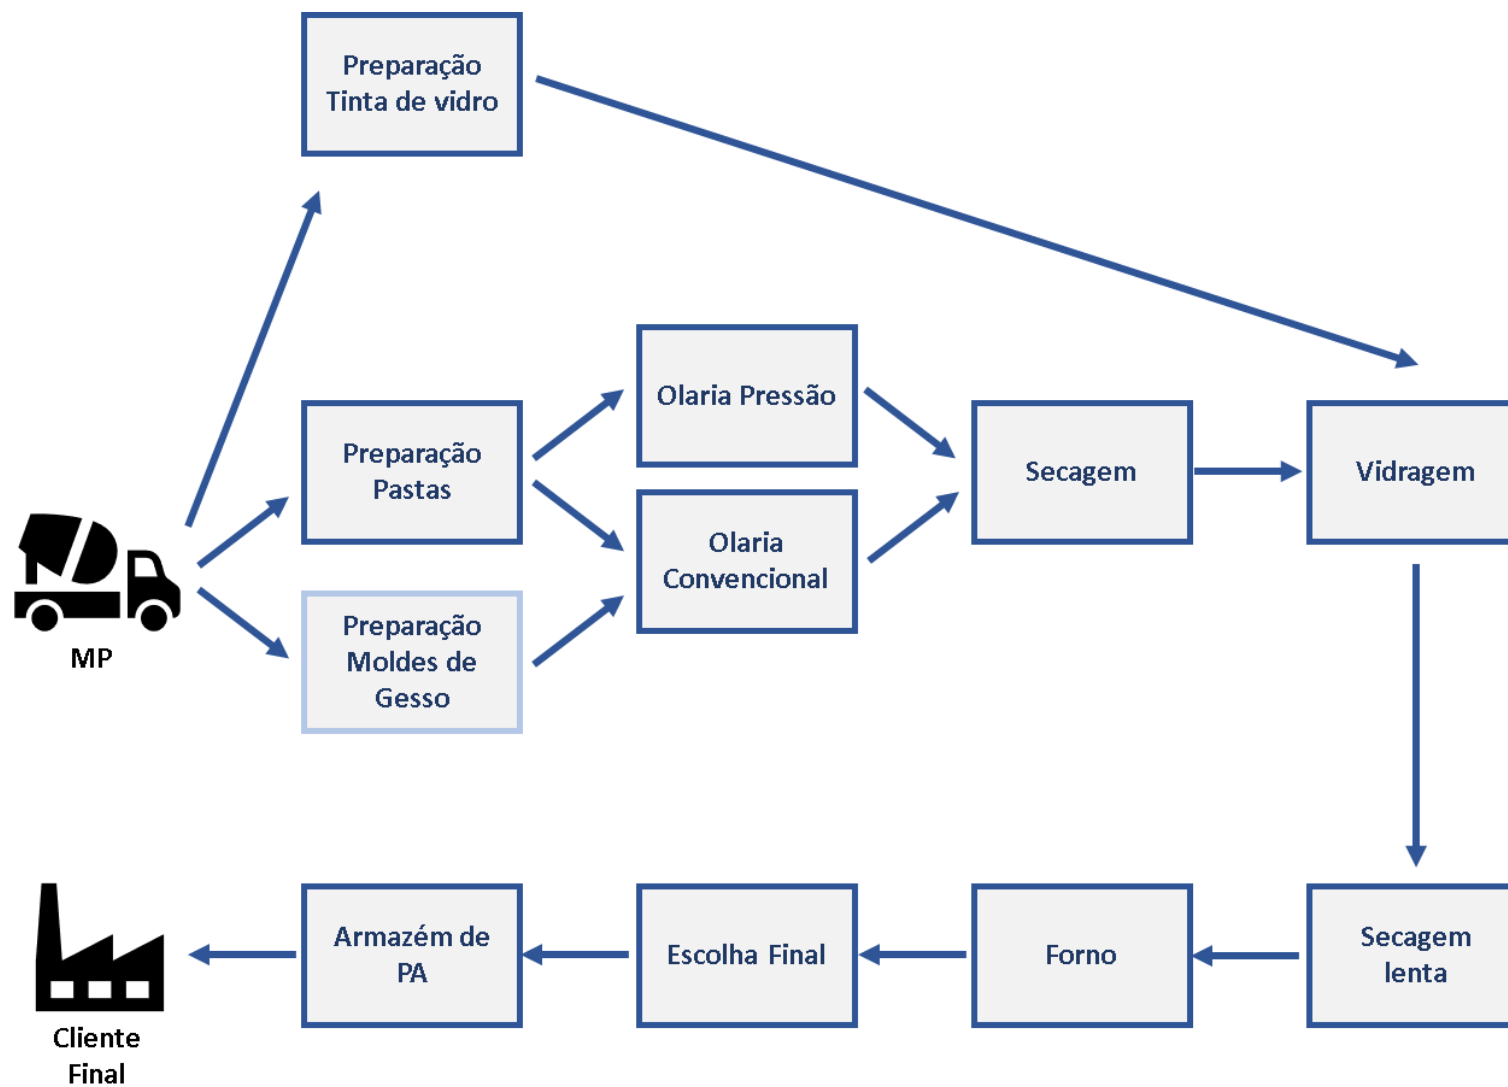 Preparação
Tinta de vidro
Olaria Pressão
Preparação
Pastas
Secagem
Vidragem
Olaria
Convencional
Preparação
Moldes de
Gesso
MP
Armazém de
PA
Escolha Final
Forno
Secagem
lenta
Cliente
Final